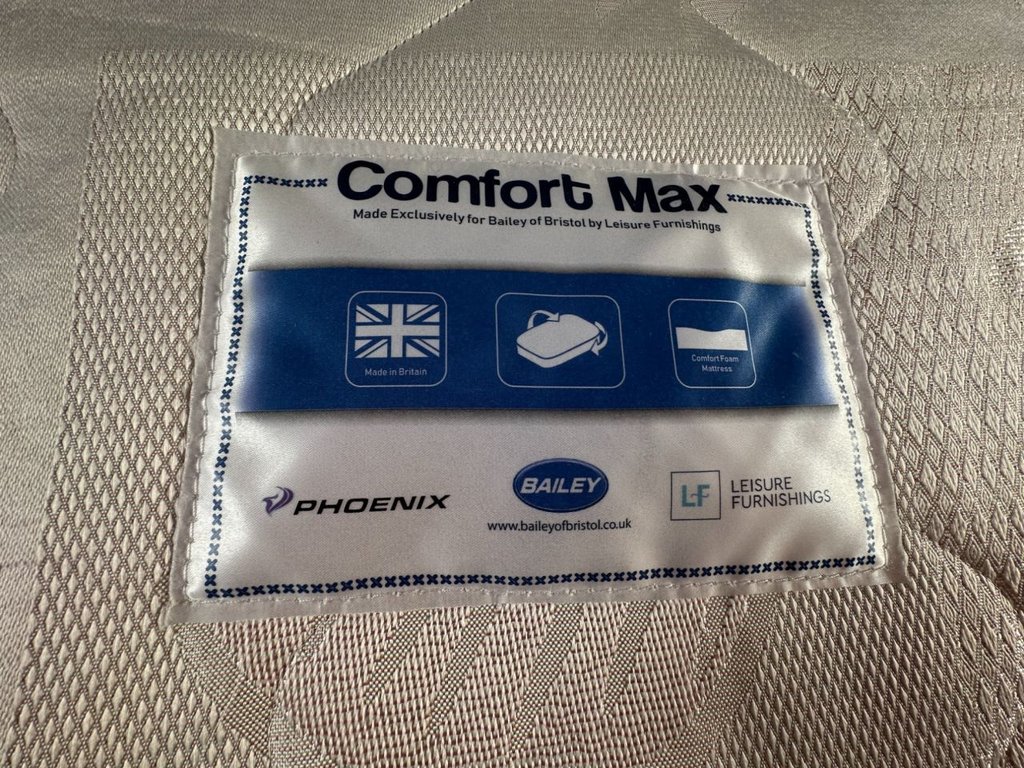 Comfort Max
Made Exclusively for Bailey of Bristol by Leisure Furnishings
Made in Britain
Comfort Foam
Mattress
PHOENIX
BAILEY
www.baileyofbristol.co.uk
LF
LEISURE
FURNISHINGS